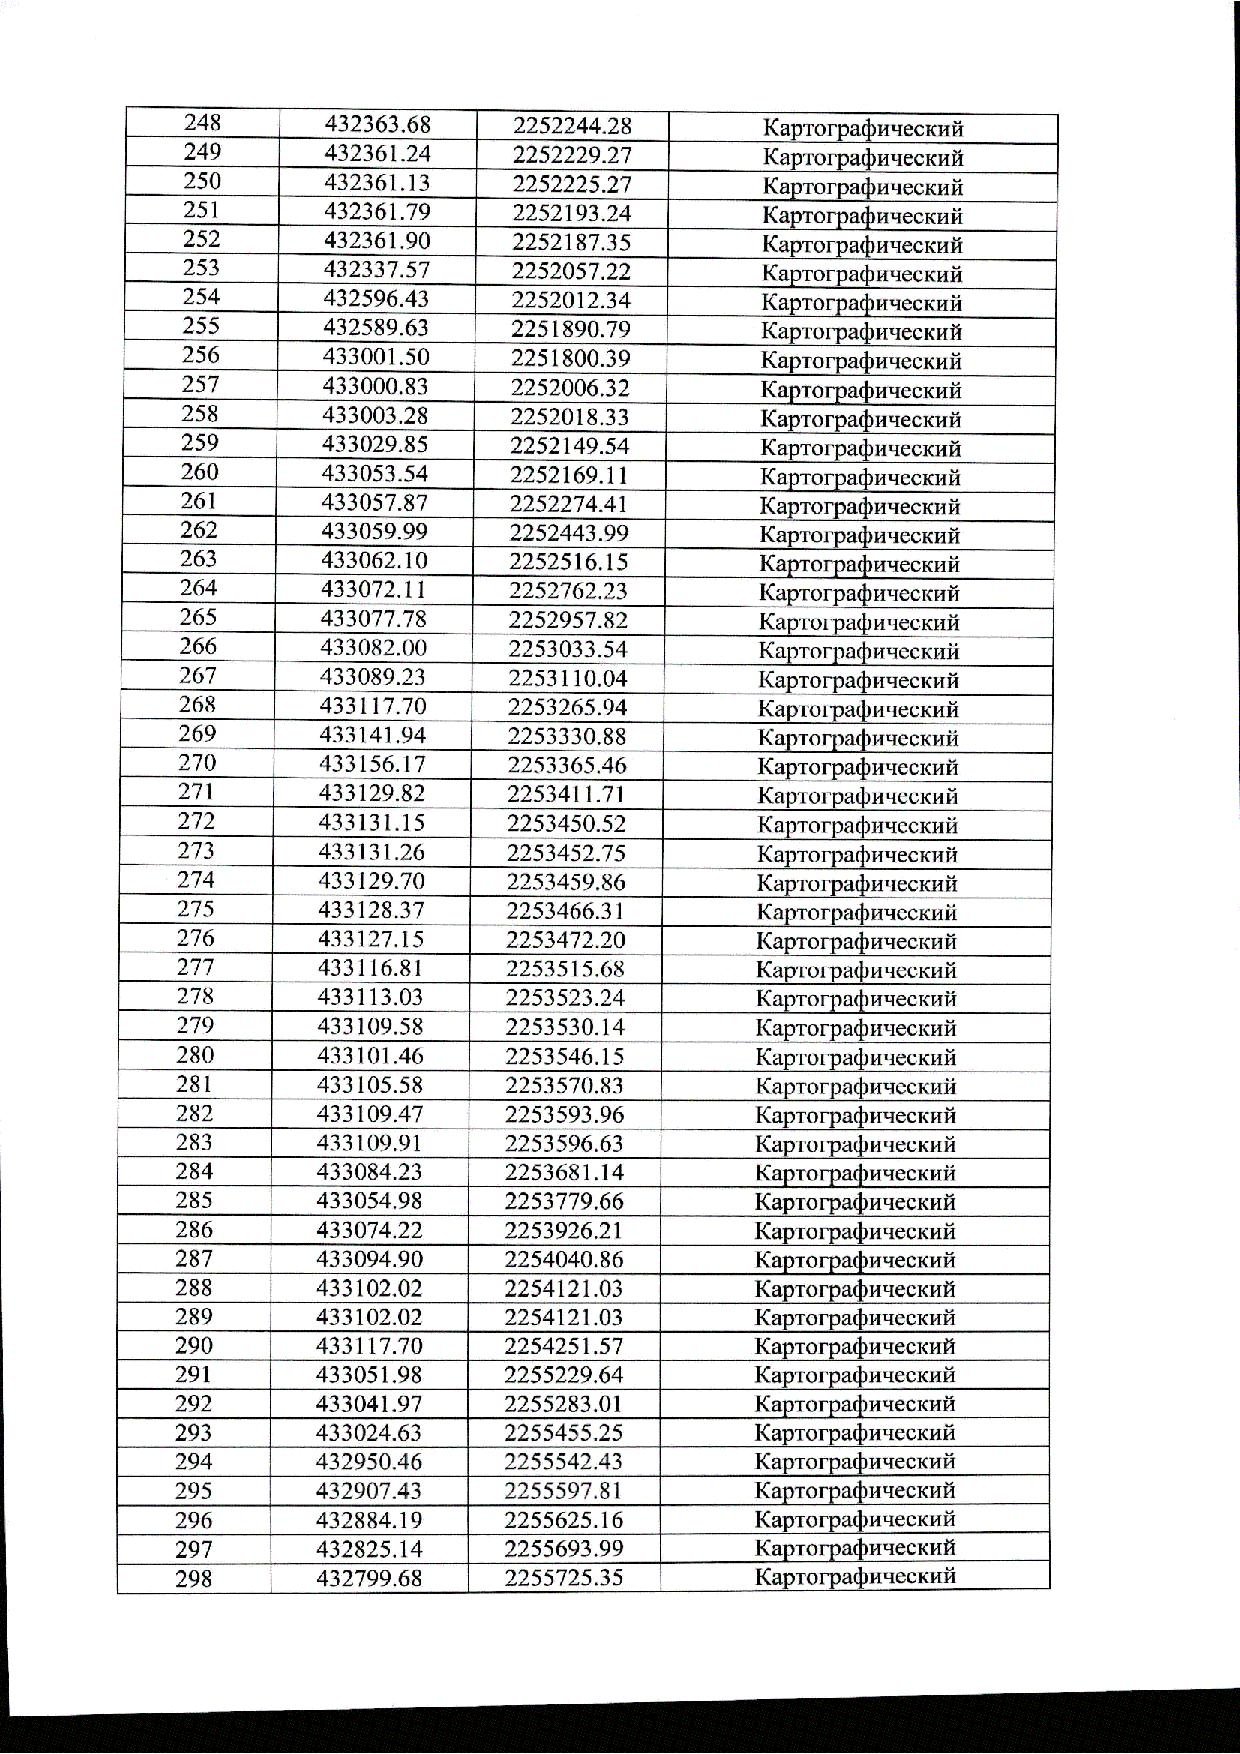 248 432363.68 2252244.28 Картографический
249 432361.24 2252229.27 Картографический
250 432361.13 2252225.27 Картографический
251 432361.79 2252193.24 Картографический
252 432361.90 2252187.35 Картографический
253 432337.57 2252057.22 Картографический
254 432596.43 2252012.34 Картографический
255 432589.63 2251890.79 Картографический
256 433001.50 2251800.39 Картографический
257 433000.83 2252006.32 Картографический
258 433003.28 2252018.33 Картографический
259 433029.85 2252149.54 Картографический
260 433053.54 2252169.11 Картографический
261 433057.87 2252274.41 Картографический
262 433059.99 2252443.99 Картографический
263 433062.10 2252516.15 Картографический
264 433072.11 2252762.23 Картографический
265 433077.78 2252957.82 Картографический
266 433082.00 2253033.54 Картографический
267 433089.23 2253110.04 Картографический
268 433117.70 2253265.94 Картографический
269 433141.94 2253330.88 Картографический
270 433156.17 2253365.46 Картографический
271 433129.82 2253411.71 Картографический
272 433131.15 2253450.52 Картографический
273 433131.26 2253452.75 Картографический
274 433129.70 2253459.86 Картографический
275 433128.37 2253466.31 Картографический
276 433127.15 2253472.20 Картографический
277 433116.81 2253515.68 Картографический
278 433113.03 2253523.24 Картографический
279 433109.58 2253530.14 Картографический
280 433101.46 2253546.15 Картографический
281 433105.58 2253570.83 Картографический
282 433109.47 2253593.96 Картографический
283 433109.91 2253596.63 Картографический
284 433084.23 2253681.14 Картографический
285 433054.98 2253779.66 Картографический
286 433074.22 2253926.21 Картографический
287 433094.90 2254040.86 Картографический
288 433102.02 2254121.03 Картографический
289 433102.02 2254121.03 Картографический
290 433117.70 2254251.57 Картографический
291 433051.98 2255229.64 Картографический
292 433041.97 2255283.01 Картографический
293 433024.63 2255455.25 Картографический
294 432950.46 2255542.43 Картографический
295 432907.43 2255597.81 Картографический
296 432884.19 2255625.16 Картографический
297 432825.14 2255693.99 Картографический
298 432799.68 2255725.35 Картографический